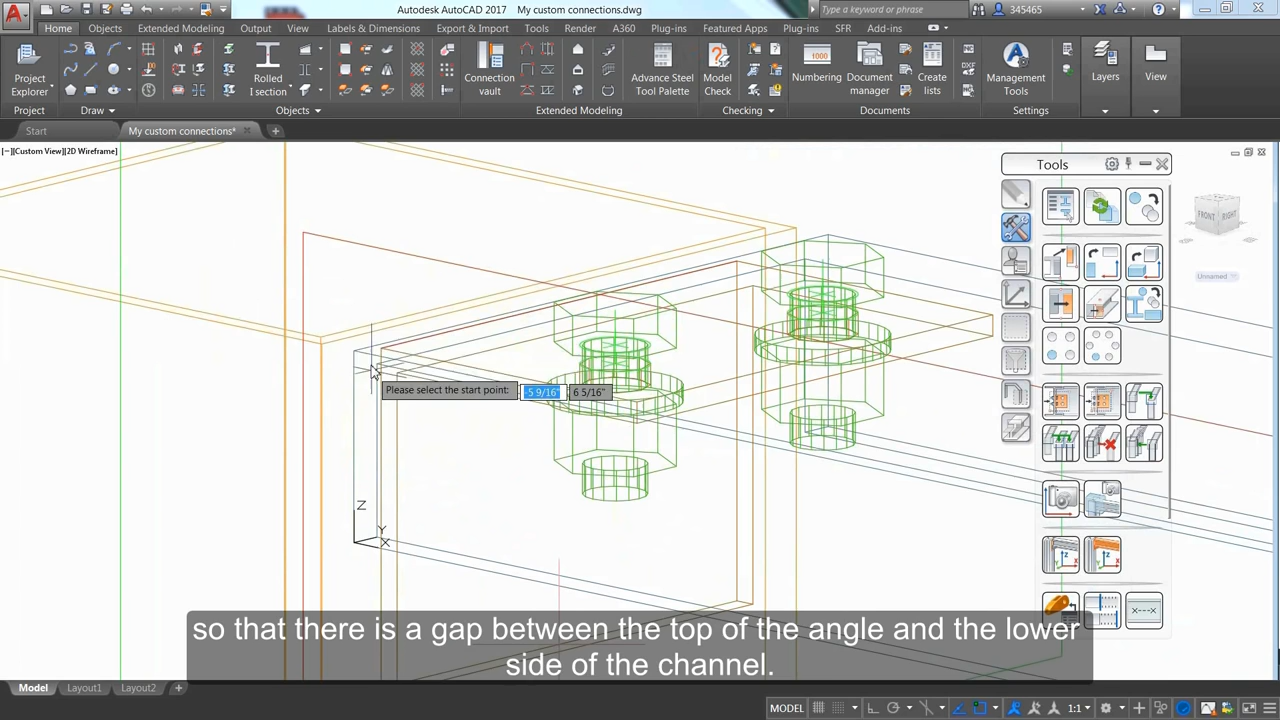 Autodesk AutoCAD 2017 My custom connections.dwg
Type a keyword or phrase
345465
Home Objects Extended Modeling Output View Labels & Dimensions Export & Import Tools Render A360 Plug-ins Featured Apps Plug-ins SFR Add-ins
Project Explorer
Rolled I section
Connection vault
Advance Steel Tool Palette
Model Check
1000
Numbering
Document manager
Create lists
DXF
Management Tools
Layers
View
Project Draw Objects Extended Modeling Checking Documents Settings
Start My custom connections*
[−][Custom View][2D Wireframe]
Tools
FRONT RIGHT
Unnamed
Please select the start point: 5 9/16" 6 5/16"
Z
Y
X
so that there is a gap between the top of the angle and the lower
side of the channel.
Model Layout1 Layout2
MODEL 1:1